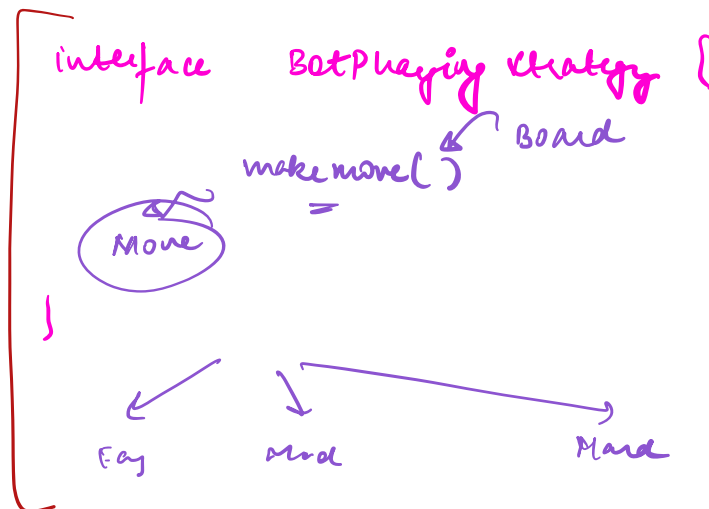 interface BotPlaying Strategy {
Board
makemove( )
Move
}
Easy Med Hard